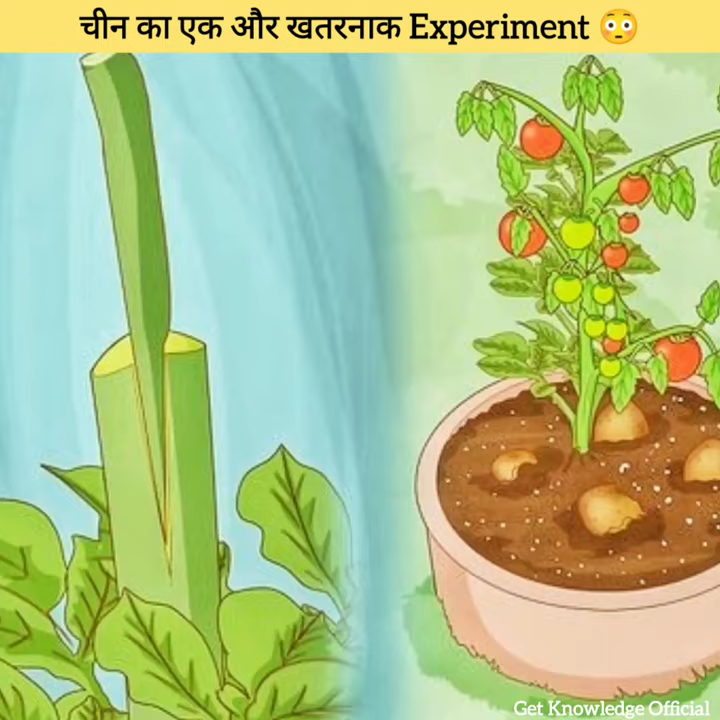 चीन का एक और खतरनाक Experiment 😳
Get Knowledge Official